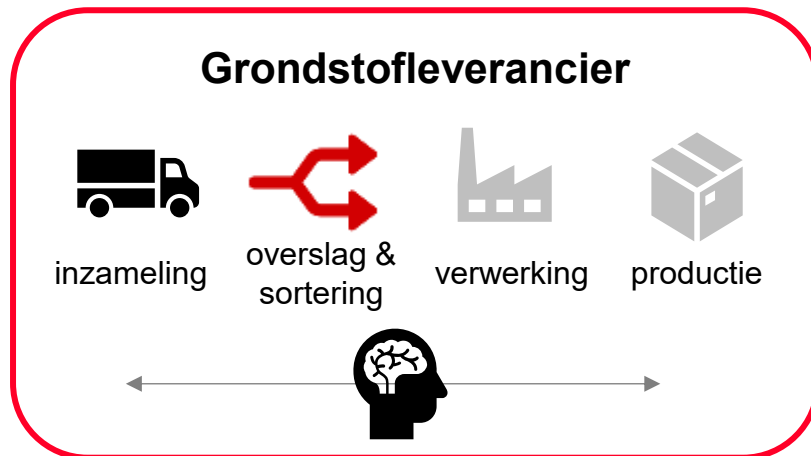 Grondstofleverancier
inzameling
overslag &
sortering
verwerking
productie